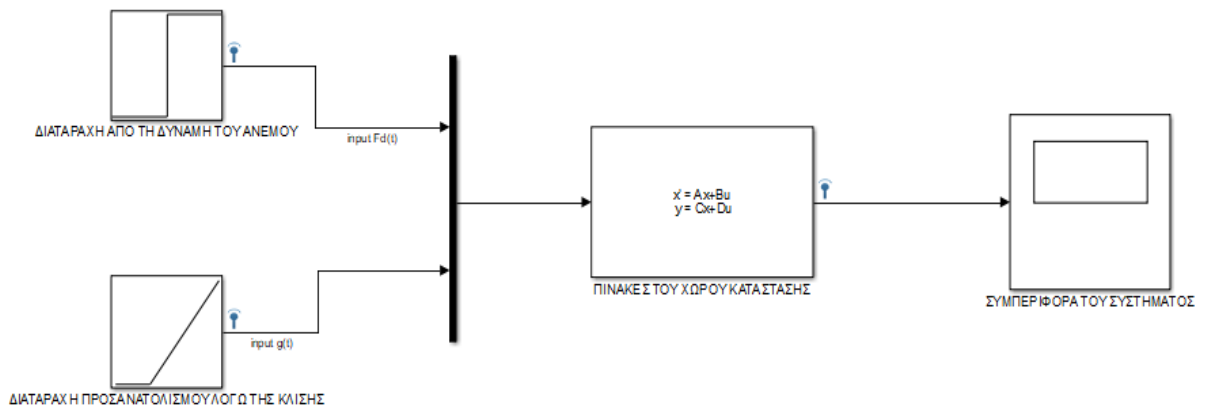 ΔΙΑΤΑΡΑΧΗ ΑΠΟ ΤΗ ΔΥΝΑΜΗ ΤΟΥ ΑΝΕΜΟΥ
input Fd(t)
x' = Ax+Bu
y = Cx+Du
ΠΙΝΑΚΕΣ ΤΟΥ ΧΩΡΟΥ ΚΑΤΑΣΤΑΣΗΣ
ΣΥΜΠΕΡΙΦΟΡΑ ΤΟΥ ΣΥΣΤΗΜΑΤΟΣ
input g(t)
ΔΙΑΤΑΡΑΧΗ ΠΡΟΣΑΝΑΤΟΛΙΣΜΟΥ ΛΟΓΩ ΤΗΣ ΚΛΙΣΗΣ